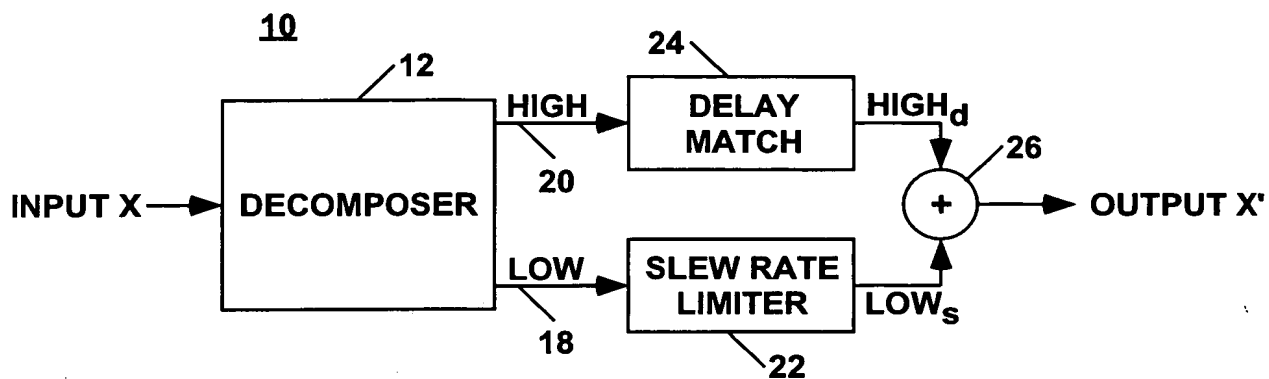 10
12
24
HIGH
DELAY
MATCH
HIGHd
20
26
INPUT X
DECOMPOSER
+
OUTPUT X'
LOW
SLEW RATE
LIMITER
LOWs
18
22